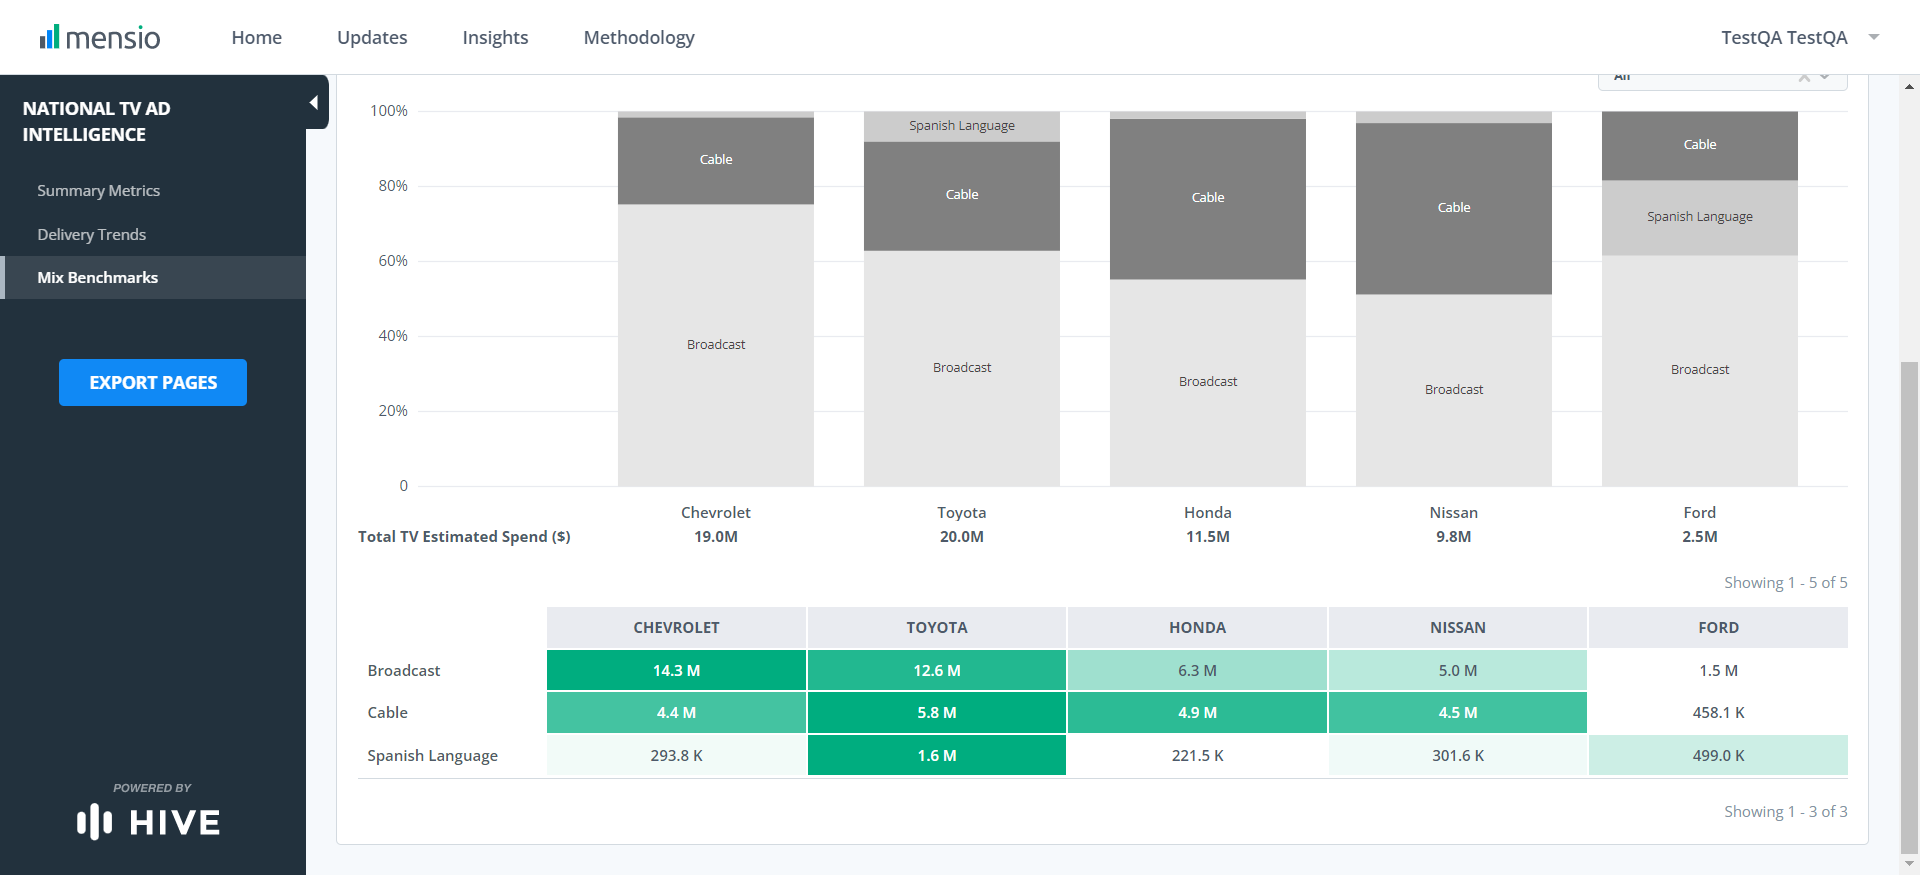 mensio
Home
Updates
Insights
Methodology
TestQA TestQA
NATIONAL TV AD
INTELLIGENCE
Summary Metrics
Delivery Trends
Mix Benchmarks
EXPORT PAGES
POWERED BY
HIVE
All
100%
80%
60%
40%
20%
0
Cable
Broadcast
Spanish Language
Cable
Broadcast
Cable
Broadcast
Cable
Broadcast
Cable
Spanish Language
Broadcast
Chevrolet Toyota Honda Nissan Ford
Total TV Estimated Spend ($) 19.0M 20.0M 11.5M 9.8M 2.5M
Showing 1 - 5 of 5
CHEVROLET TOYOTA HONDA NISSAN FORD
Broadcast 14.3 M 12.6 M 6.3 M 5.0 M 1.5 M
Cable 4.4 M 5.8 M 4.9 M 4.5 M 458.1 K
Spanish Language 293.8 K 1.6 M 221.5 K 301.6 K 499.0 K
Showing 1 - 3 of 3